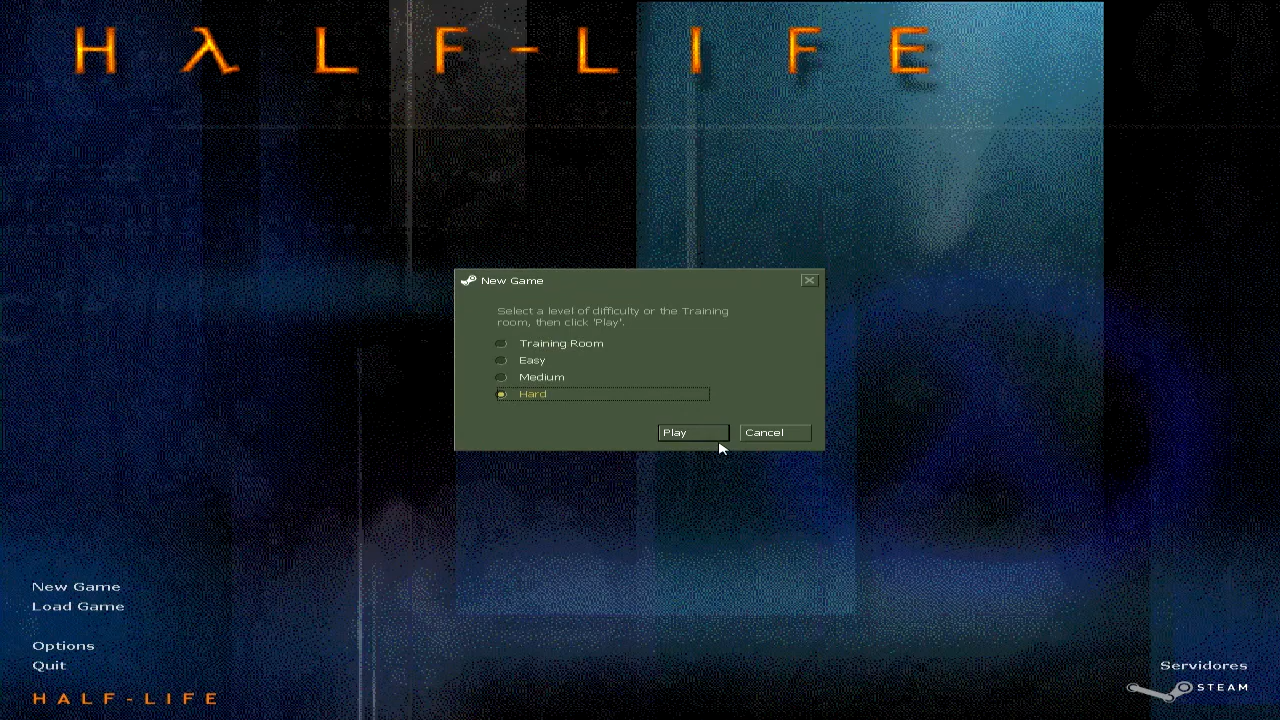 HλLF-LIFE
New Game
Select a level of difficulty or the Training
room, then click 'Play'.
Training Room
Easy
Medium
Hard
Play
Cancel
New Game
Load Game
Options
Quit
HALF-LIFE
Servidores
STEAM